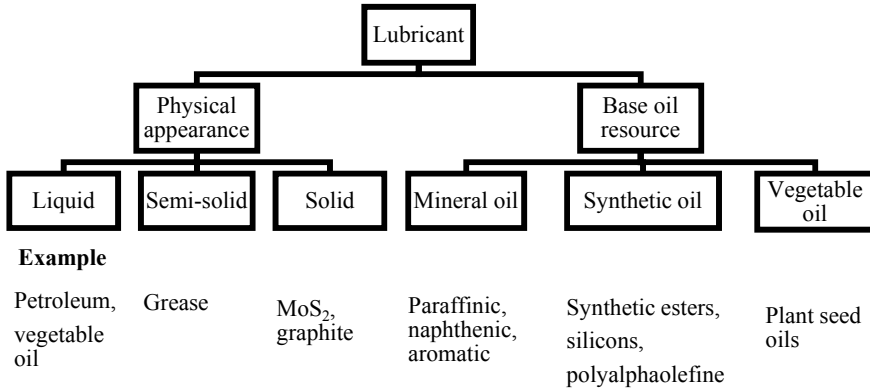 Lubricant
Physical
appearance
Base oil
resource
Liquid
Semi-solid
Solid
Mineral oil
Synthetic oil
Vegetable
oil
Example
Petroleum,
vegetable
oil
Grease
MoS₂,
graphite
Paraffinic,
naphthenic,
aromatic
Synthetic esters,
silicons,
polyalphaolefine
Plant seed
oils